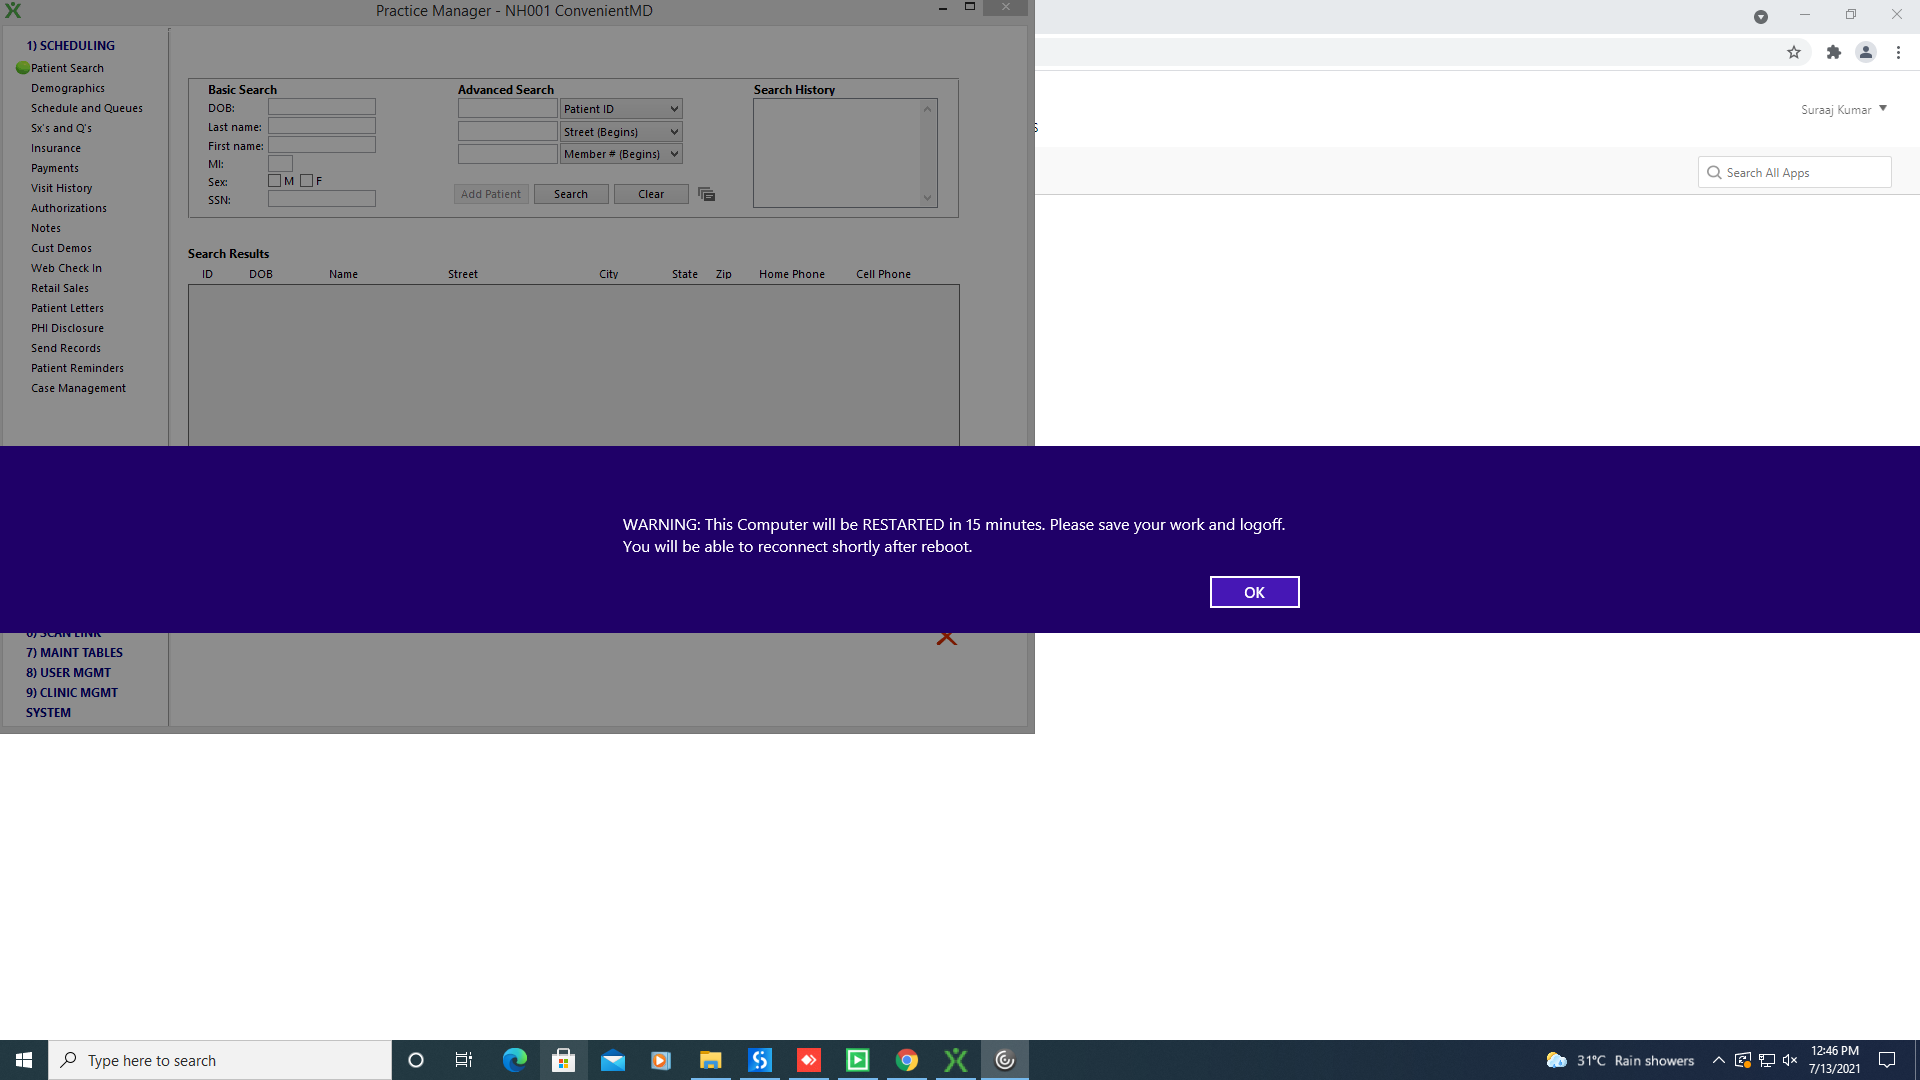 Practice Manager - NH001 ConvenientMD
1) SCHEDULING
Patient Search
Demographics
Schedule and Queues
Sx's and Q's
Insurance
Payments
Visit History
Authorizations
Notes
Cust Demos
Web Check In
Retail Sales
Patient Letters
PHI Disclosure
Send Records
Patient Reminders
Case Management
Basic Search
DOB:
Last name:
First name:
MI:
Sex: M F
SSN:
Advanced Search
Patient ID
Street (Begins)
Member # (Begins)
Add Patient Search Clear
Search History
Search Results
ID DOB Name Street City State Zip Home Phone Cell Phone
Suraaj Kumar
Search All Apps
WARNING: This Computer will be RESTARTED in 15 minutes. Please save your work and logoff.
You will be able to reconnect shortly after reboot.
OK
6) SCAN LINK
7) MAINT TABLES
8) USER MGMT
9) CLINIC MGMT
SYSTEM
Type here to search
31°C Rain showers
12:46 PM
7/13/2021